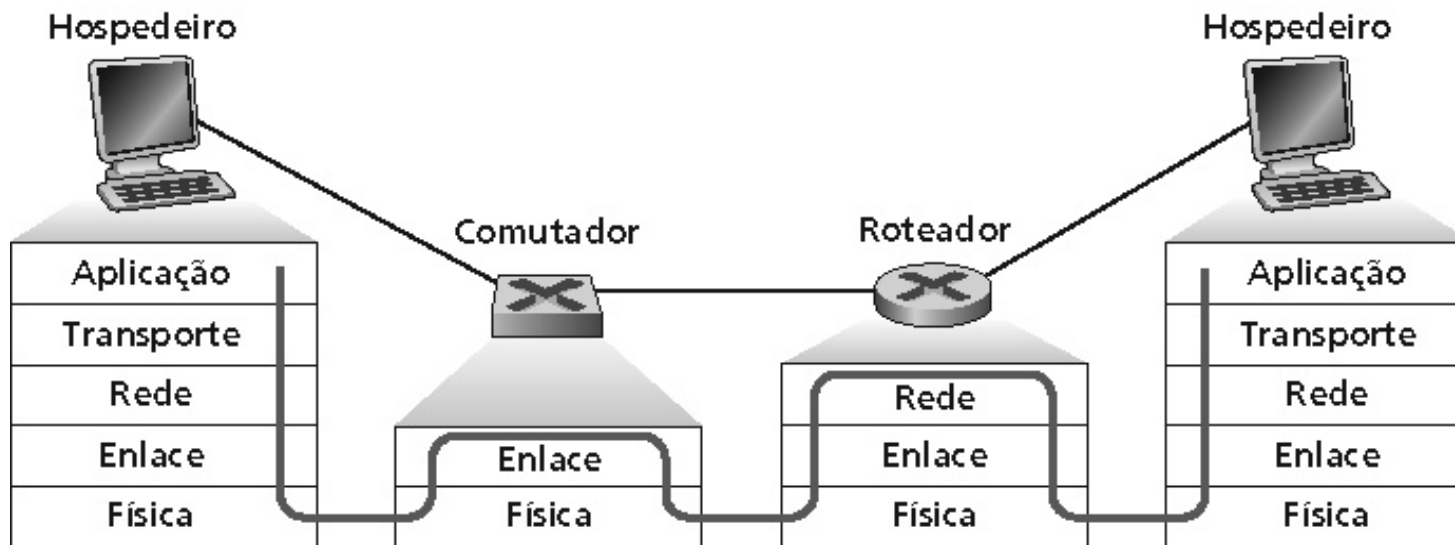 Hospedeiro
Hospedeiro
Comutador
Roteador
Aplicação
Transporte
Rede
Enlace
Física
Enlace
Física
Rede
Enlace
Física
Aplicação
Transporte
Rede
Enlace
Física